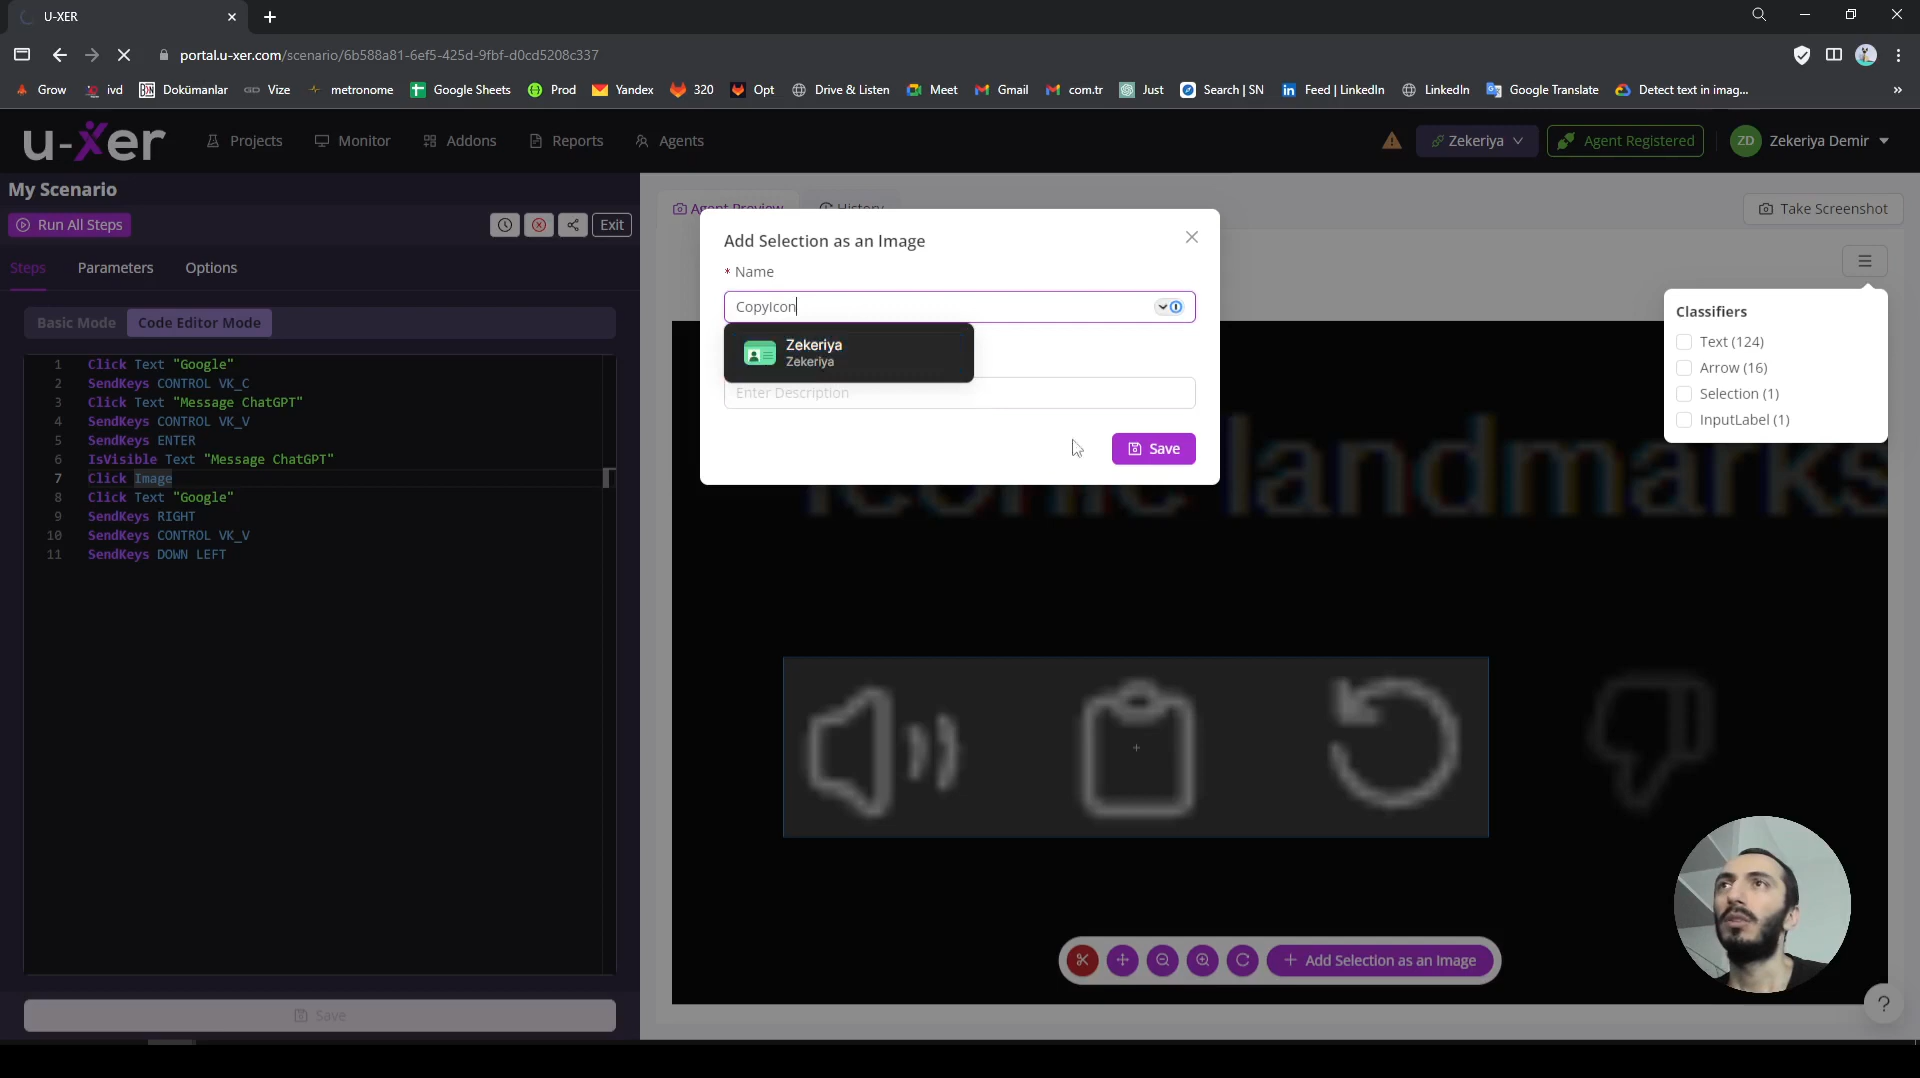 U-XER
portal.u-xer.com/scenario/6b588a81-6ef5-425d-9fbf-d0cd5208c337
Grow
ivd
Dokümanlar
Vize
metronome
Google Sheets
Prod
Yandex
320
Opt
Drive & Listen
Meet
Gmail
com.tr
Just
Search | SN
Feed | LinkedIn
LinkedIn
Google Translate
Detect text in imag...
u-xer
Projects
Monitor
Addons
Reports
Agents
Zekeriya
Agent Registered
ZD
Zekeriya Demir
My Scenario
Run All Steps
Exit
Agent Preview
History
Take Screenshot
Steps
Parameters
Options
Basic Mode
Code Editor Mode
1 Click Text "Google"
2 SendKeys CONTROL VK_C
3 Click Text "Message ChatGPT"
4 SendKeys CONTROL VK_V
5 SendKeys ENTER
6 IsVisible Text "Message ChatGPT"
7 Click Image
8 Click Text "Google"
9 SendKeys RIGHT
10 SendKeys CONTROL VK_V
11 SendKeys DOWN LEFT
Save
Add Selection as an Image
* Name
CopyIcon
Zekeriya
Zekeriya
Enter Description
Save
Classifiers
Text (124)
Arrow (16)
Selection (1)
InputLabel (1)
iconic landmarks
Add Selection as an Image
?